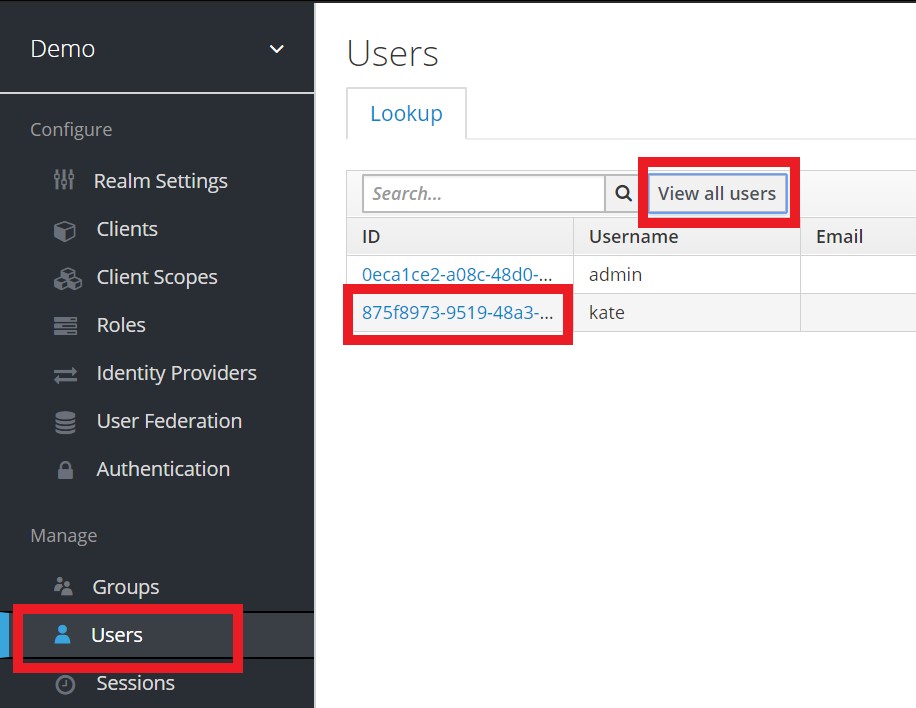 Demo
Configure
Realm Settings
Clients
Client Scopes
Roles
Identity Providers
User Federation
Authentication
Manage
Groups
Users
Sessions
Users
Lookup
Search... View all users
ID Username Email
0eca1ce2-a08c-48d0-... admin
875f8973-9519-48a3-... kate